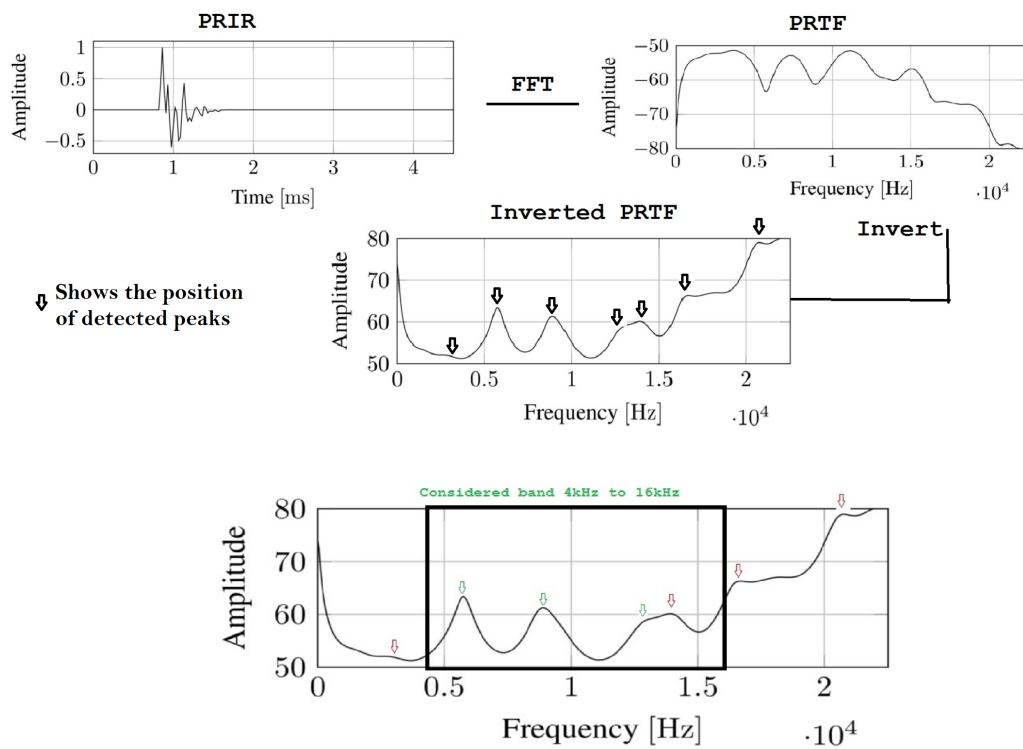 PRIR
1
0.5
0
−0.5
Amplitude
0 1 2 3 4
Time [ms]
FFT
PRTF
−50
−60
−70
−80
Amplitude
0 0.5 1 1.5 2
Frequency [Hz]
·10⁴
Inverted PRTF
Invert
80
70
60
50
Amplitude
0 0.5 1 1.5 2
Frequency [Hz]
·10⁴
Shows the position
of detected peaks
Considered band 4kHz to 16kHz
80
70
60
50
Amplitude
0 0.5 1 1.5 2
Frequency [Hz]
·10⁴